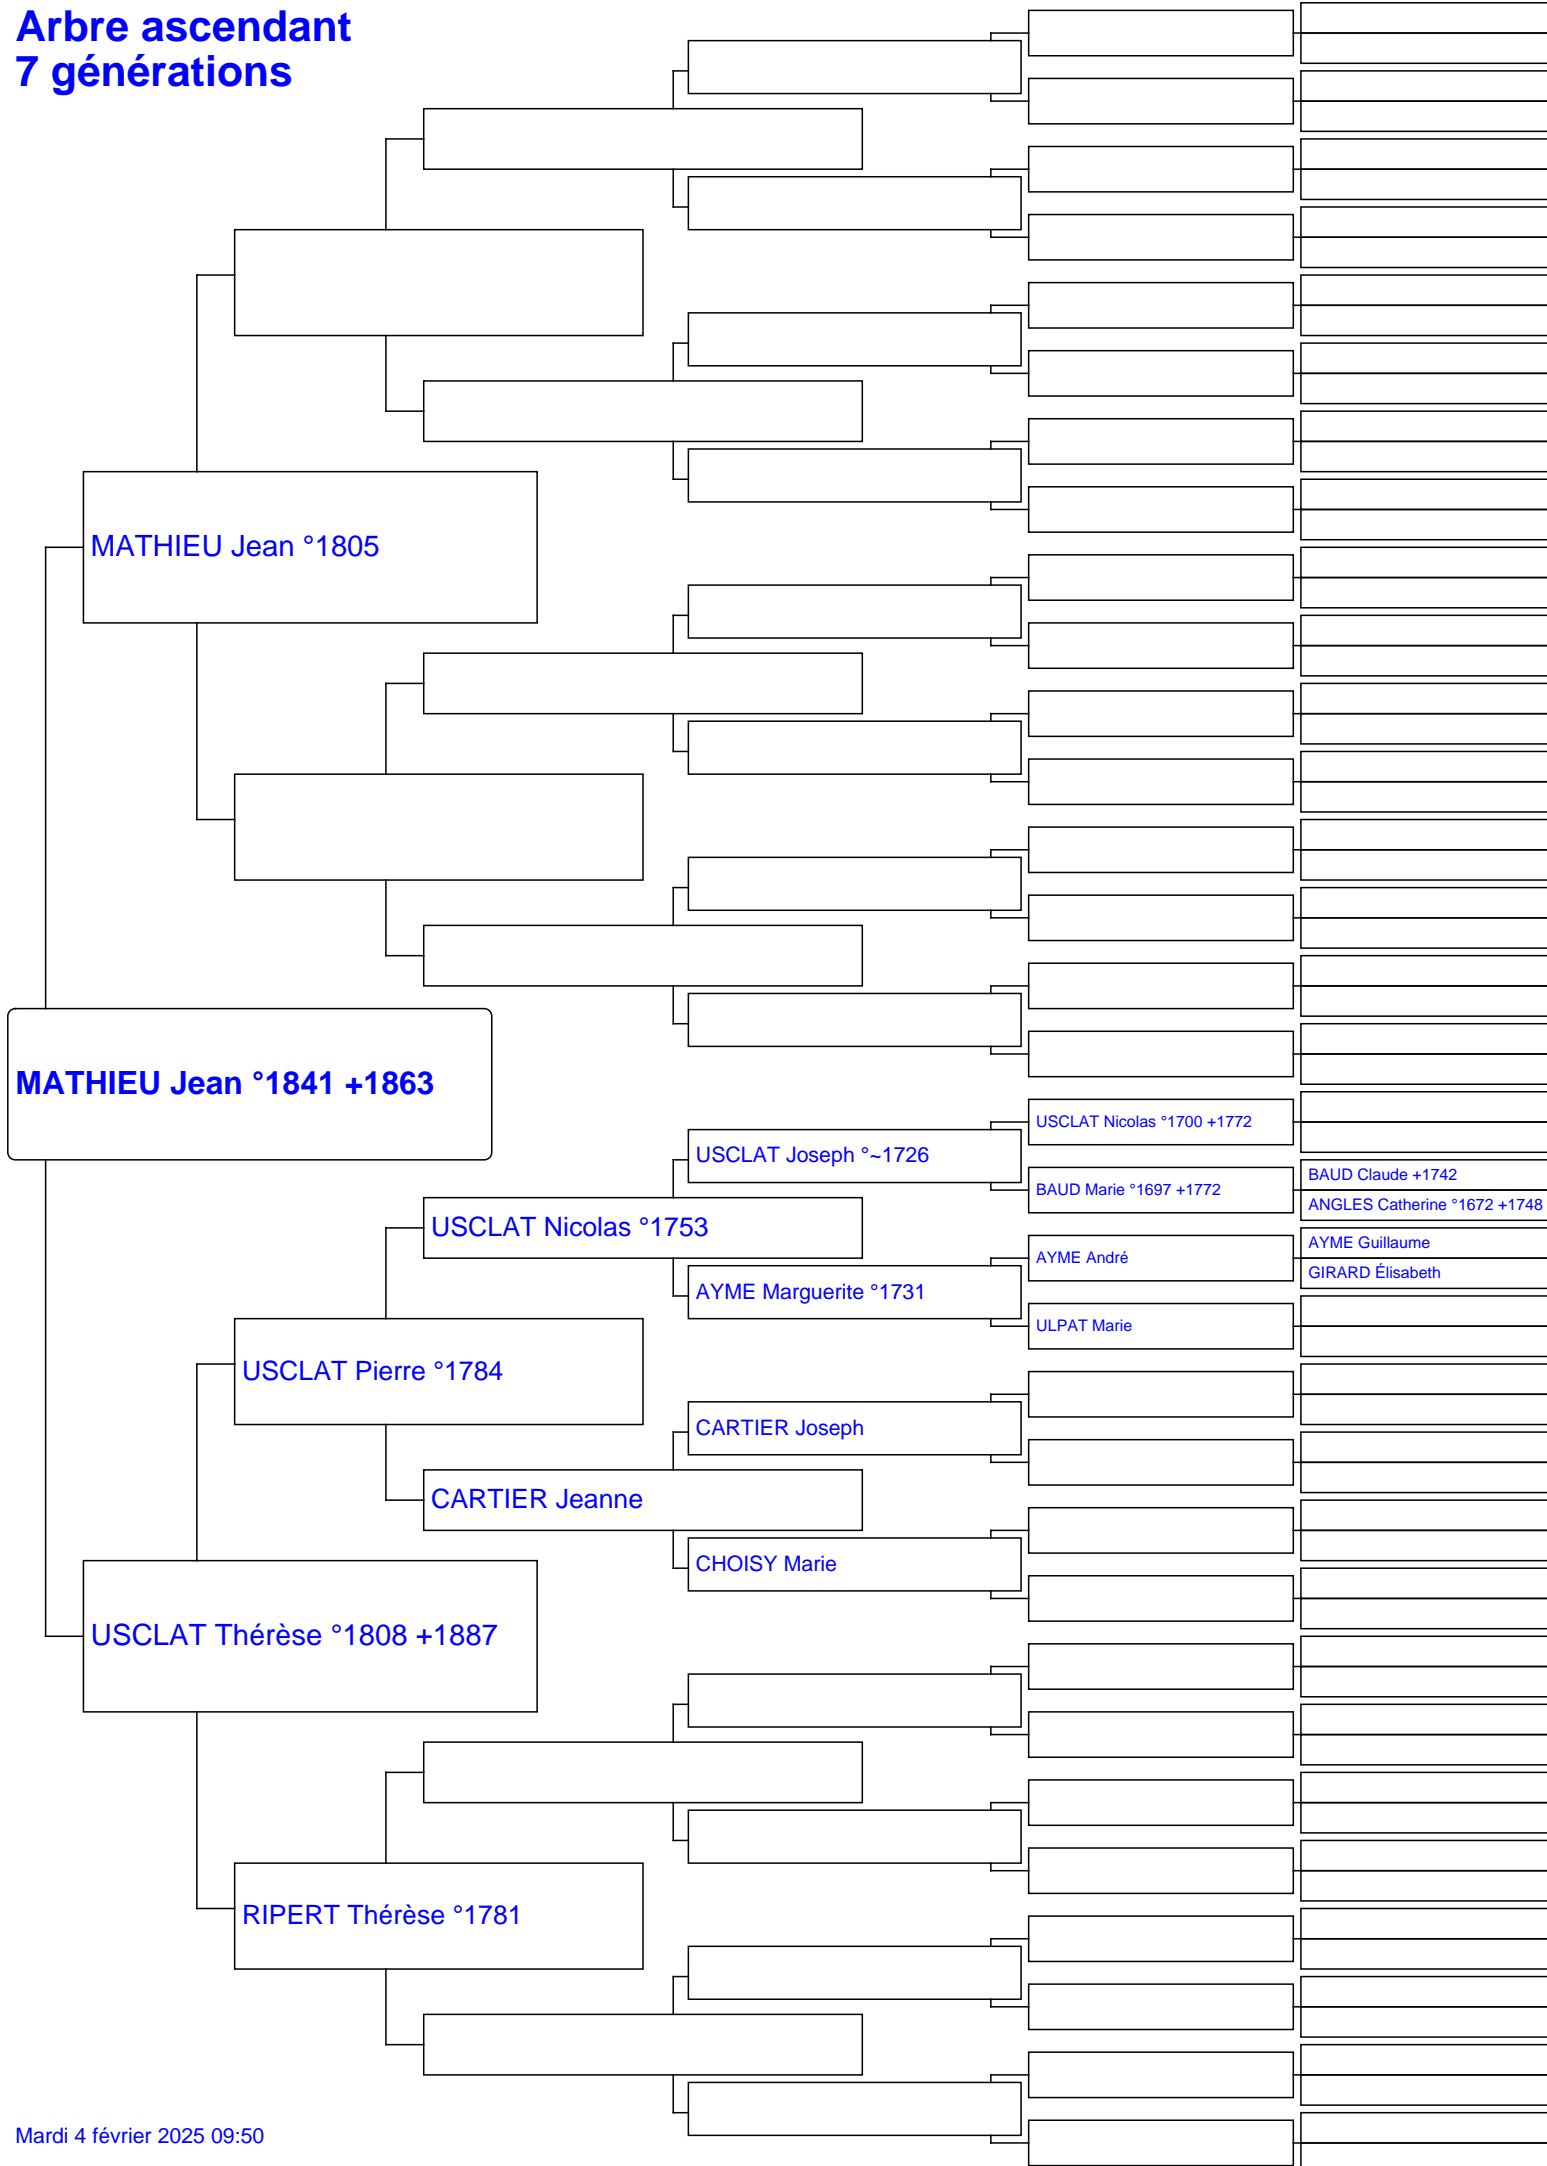 Arbre ascendant
7 générations
MATHIEU Jean °1805
MATHIEU Jean °1841 +1863
USCLAT Nicolas °1700 +1772
USCLAT Joseph °~1726
BAUD Claude +1742
BAUD Marie °1697 +1772
ANGLES Catherine °1672 +1748
USCLAT Nicolas °1753
AYME Guillaume
AYME André
GIRARD Élisabeth
AYME Marguerite °1731
ULPAT Marie
USCLAT Pierre °1784
CARTIER Joseph
CARTIER Jeanne
CHOISY Marie
USCLAT Thérèse °1808 +1887
RIPERT Thérèse °1781
Mardi 4 février 2025 09:50